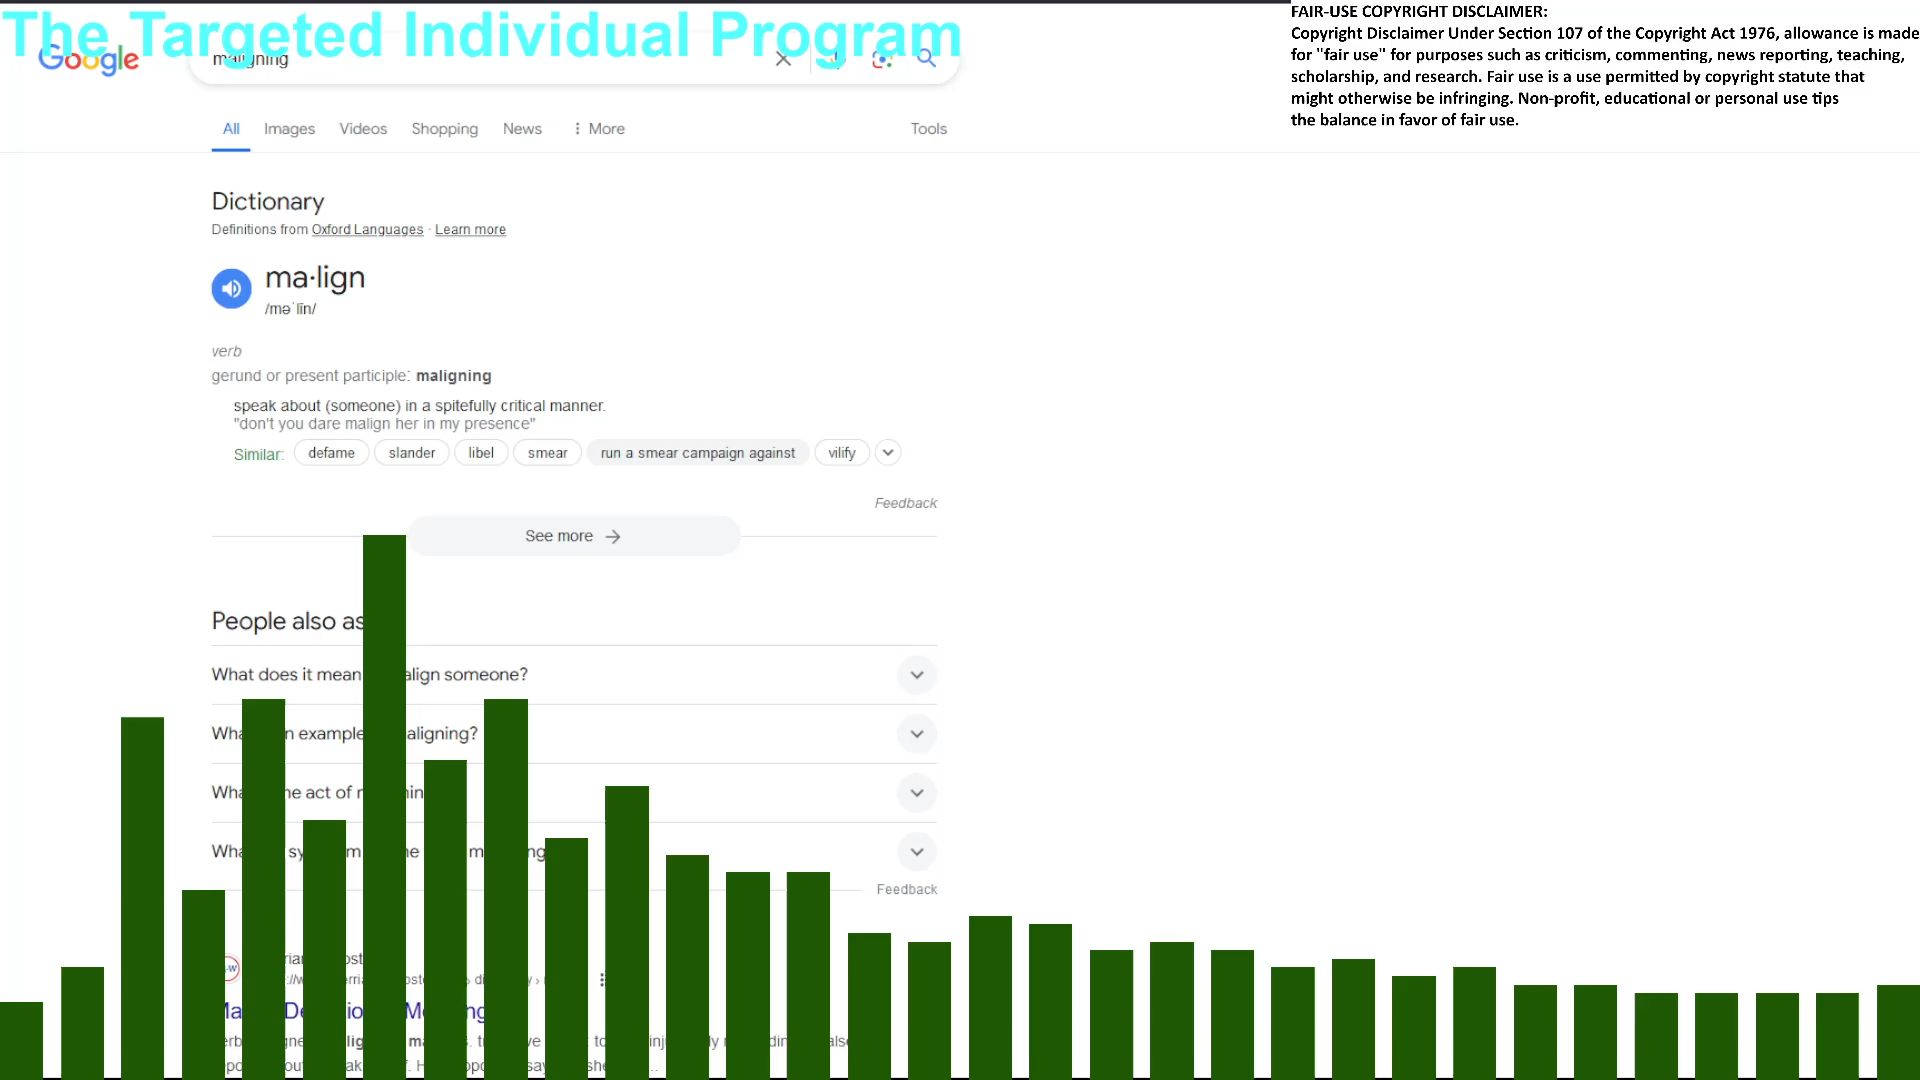 The Targeted Individual Program
FAIR-USE COPYRIGHT DISCLAIMER:
Copyright Disclaimer Under Section 107 of the Copyright Act 1976, allowance is made
for "fair use" for purposes such as criticism, commenting, news reporting, teaching,
scholarship, and research. Fair use is a use permitted by copyright statute that
might otherwise be infringing. Non-profit, educational or personal use tips
the balance in favor of fair use.
Google
maligning
All Images Videos Shopping News More Tools
Dictionary
Definitions from Oxford Languages · Learn more
ma·lign
/məˈlīn/
verb
gerund or present participle: maligning
speak about (someone) in a spitefully critical manner.
"don't you dare malign her in my presence"
Similar: defame slander libel smear run a smear campaign against vilify
Feedback
See more
People also
What does it mean someone?
example
act of
Feedback